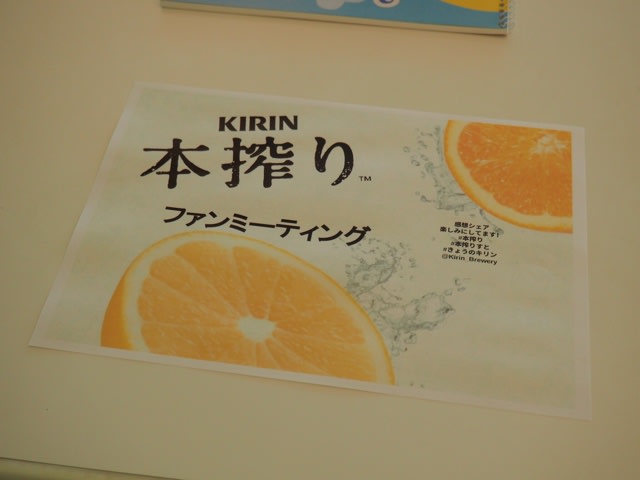 KIRIN
本搾り™
ファンミーティング
感想シェア
楽しみにしてます!
#本搾り
#本搾りすと
#きょうのキリン
@Kirin_Brewery